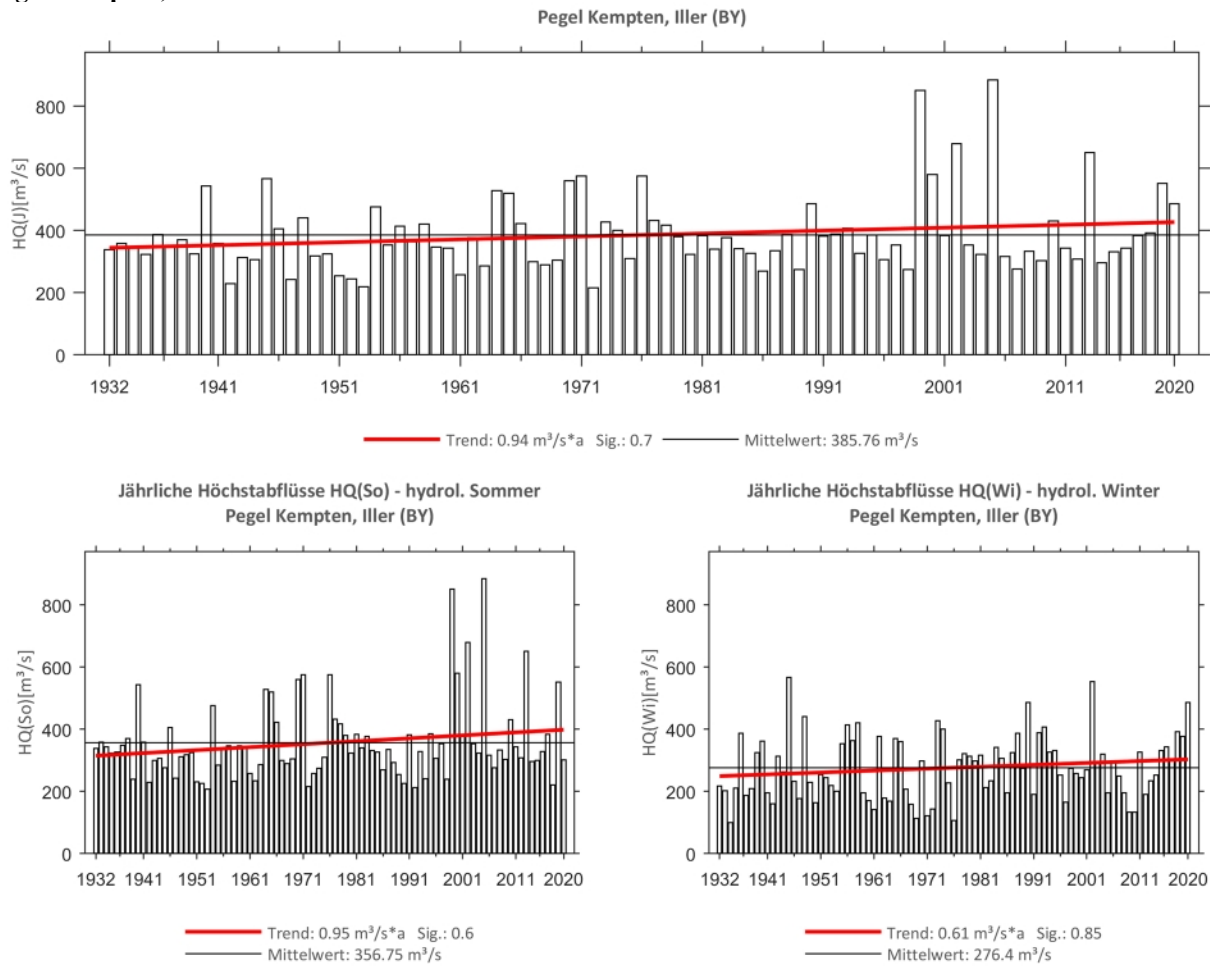 Pegel Kempten, Iller (BY)
HQ(J)[m³/s]
800
600
400
200
0
1932 1941 1951 1961 1971 1981 1991 2001 2011 2020
Trend: 0.94 m³/s*a Sig.: 0.7 Mittelwert: 385.76 m³/s
Jährliche Höchstabflüsse HQ(So) - hydrol. Sommer
Pegel Kempten, Iller (BY)
HQ(So)[m³/s]
800
600
400
200
0
1932 1941 1951 1961 1971 1981 1991 2001 2011 2020
Trend: 0.95 m³/s*a Sig.: 0.6
Mittelwert: 356.75 m³/s
Jährliche Höchstabflüsse HQ(Wi) - hydrol. Winter
Pegel Kempten, Iller (BY)
HQ(Wi)[m³/s]
800
600
400
200
0
1932 1941 1951 1961 1971 1981 1991 2001 2011 2020
Trend: 0.61 m³/s*a Sig.: 0.85
Mittelwert: 276.4 m³/s